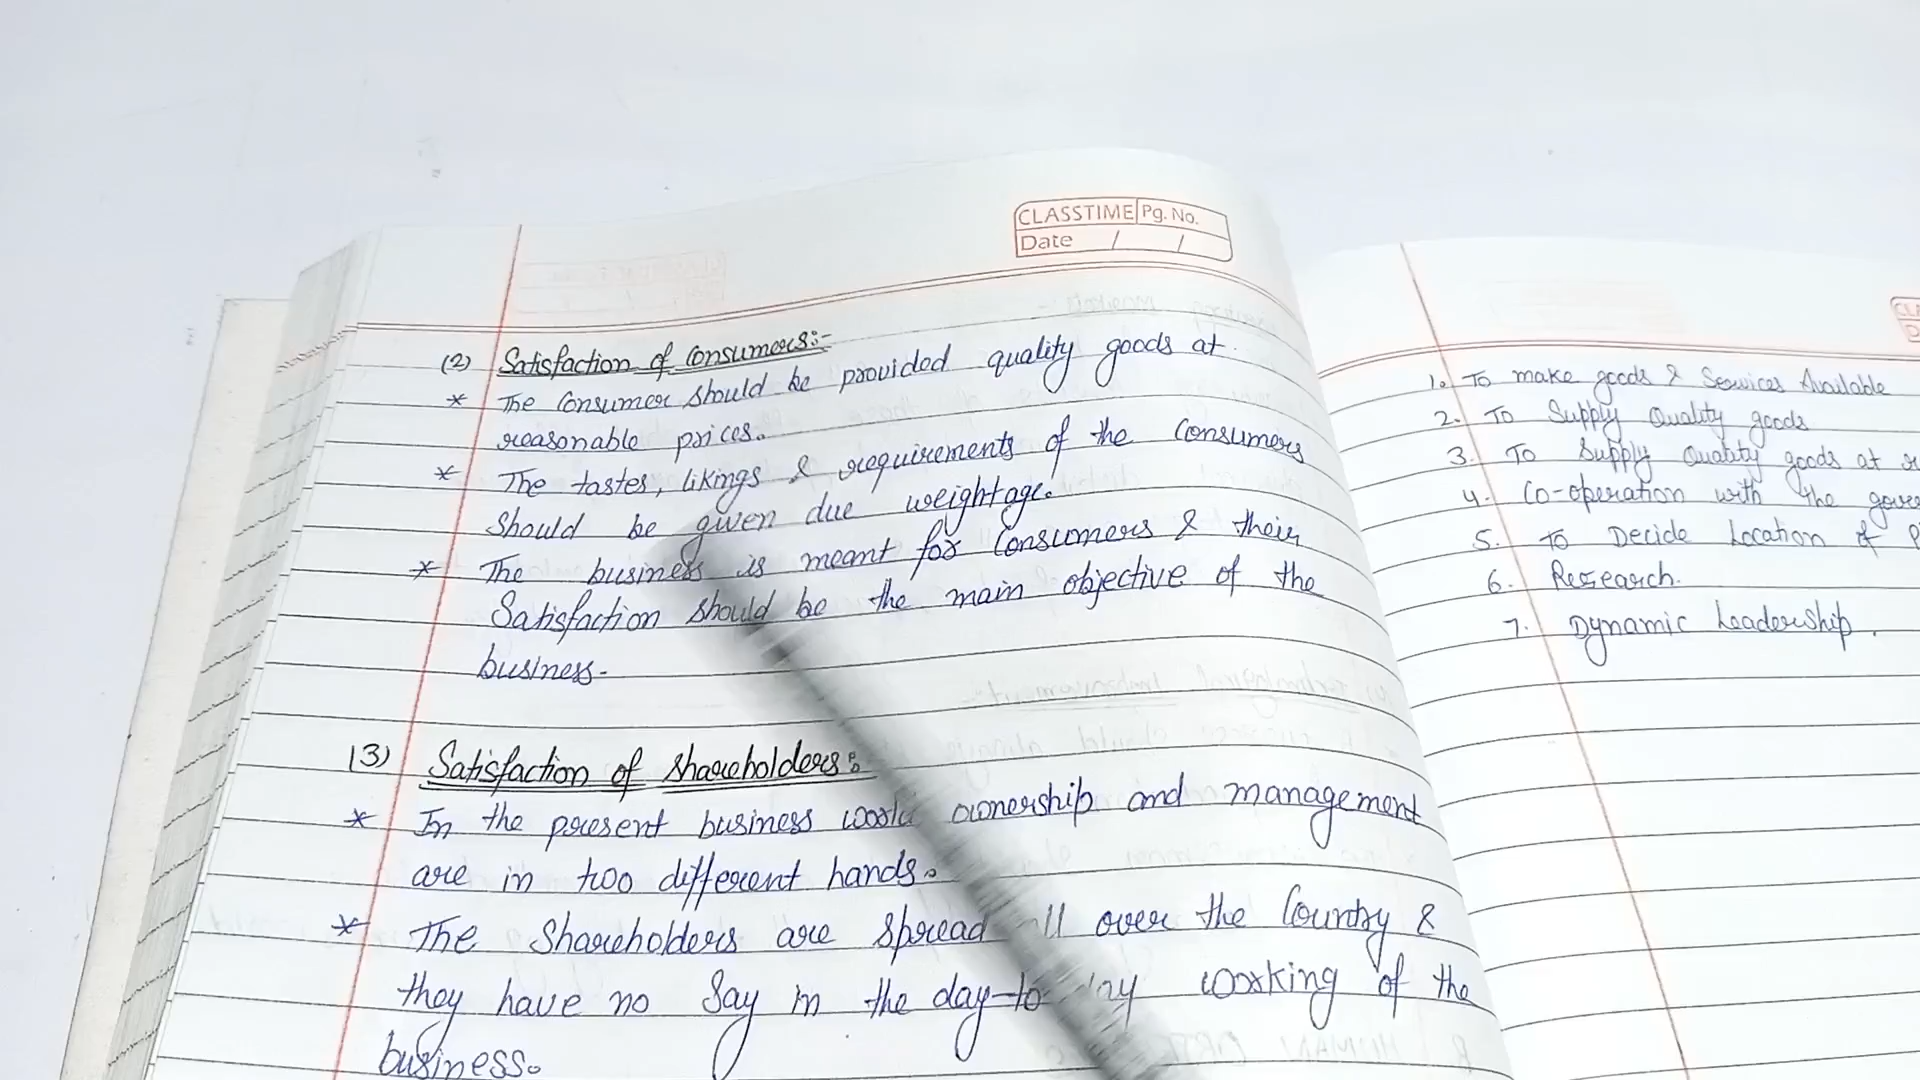 CLASSTIME Pg. No.
Date / /
(2) Satisfaction of Consumers:-
* The Consumer should be provided quality goods at
reasonable prices.
* The tastes, likings & requirements of the Consumers
should be given due weightage.
* The business is meant for Consumers & their
Satisfaction should be the main objective of the
business.
(3) Satisfaction of shareholders:
* In the present business world ownership and management
are in two different hands.
* The Shareholders are spread all over the Country &
they have no Say in the day-to day working of the
business.
1. To make goods & Services Available
2. To Supply Quality goods
3. To Supply Quality goods at
4. Co-operation with the
5. To Decide Location of
6. Research.
7. Dynamic Leadership.